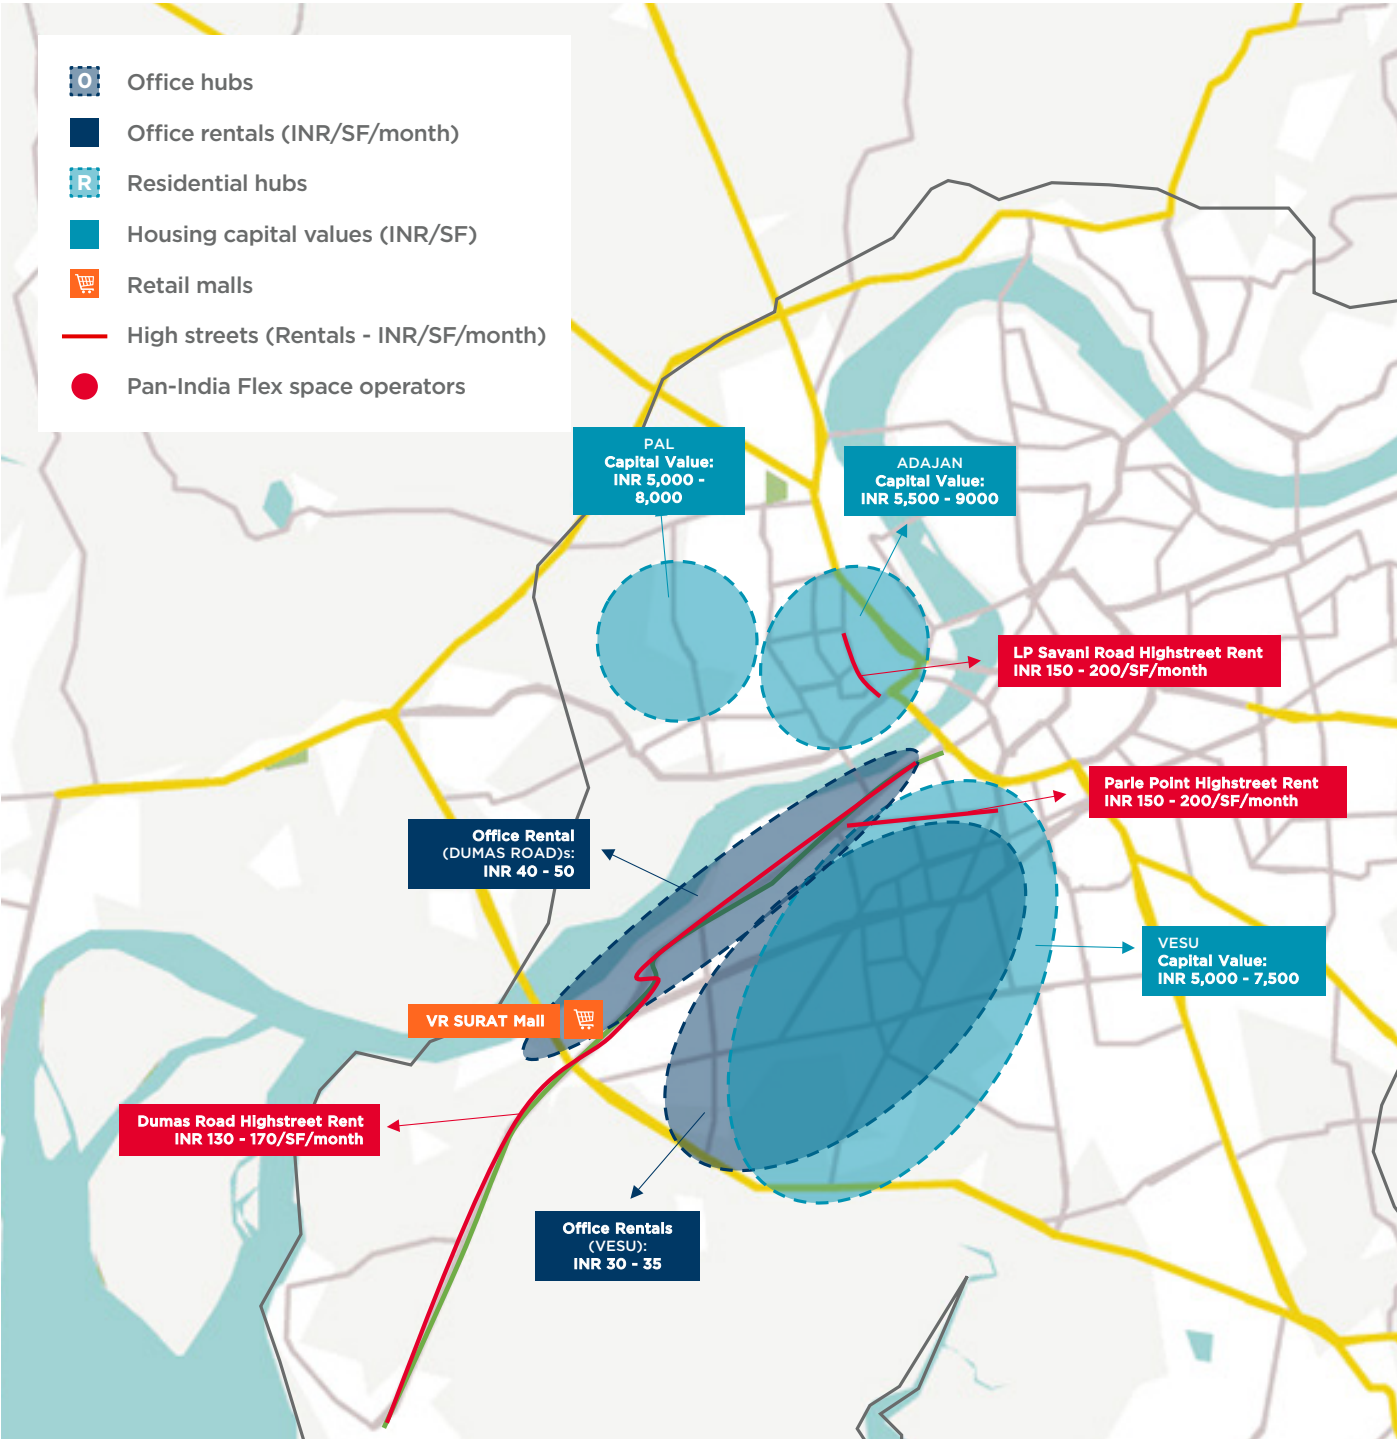 O
Office hubs
Office rentals (INR/SF/month)
R
Residential hubs
Housing capital values (INR/SF)
Retail malls
High streets (Rentals - INR/SF/month)
Pan-India Flex space operators
PAL
Capital Value:
INR 5,000 -
8,000
ADAJAN
Capital Value:
INR 5,500 - 9000
LP Savani Road Highstreet Rent
INR 150 - 200/SF/month
Parle Point Highstreet Rent
INR 150 - 200/SF/month
Office Rental
(DUMAS ROAD)s:
INR 40 - 50
VESU
Capital Value:
INR 5,000 - 7,500
VR SURAT Mall
Dumas Road Highstreet Rent
INR 130 - 170/SF/month
Office Rentals
(VESU):
INR 30 - 35